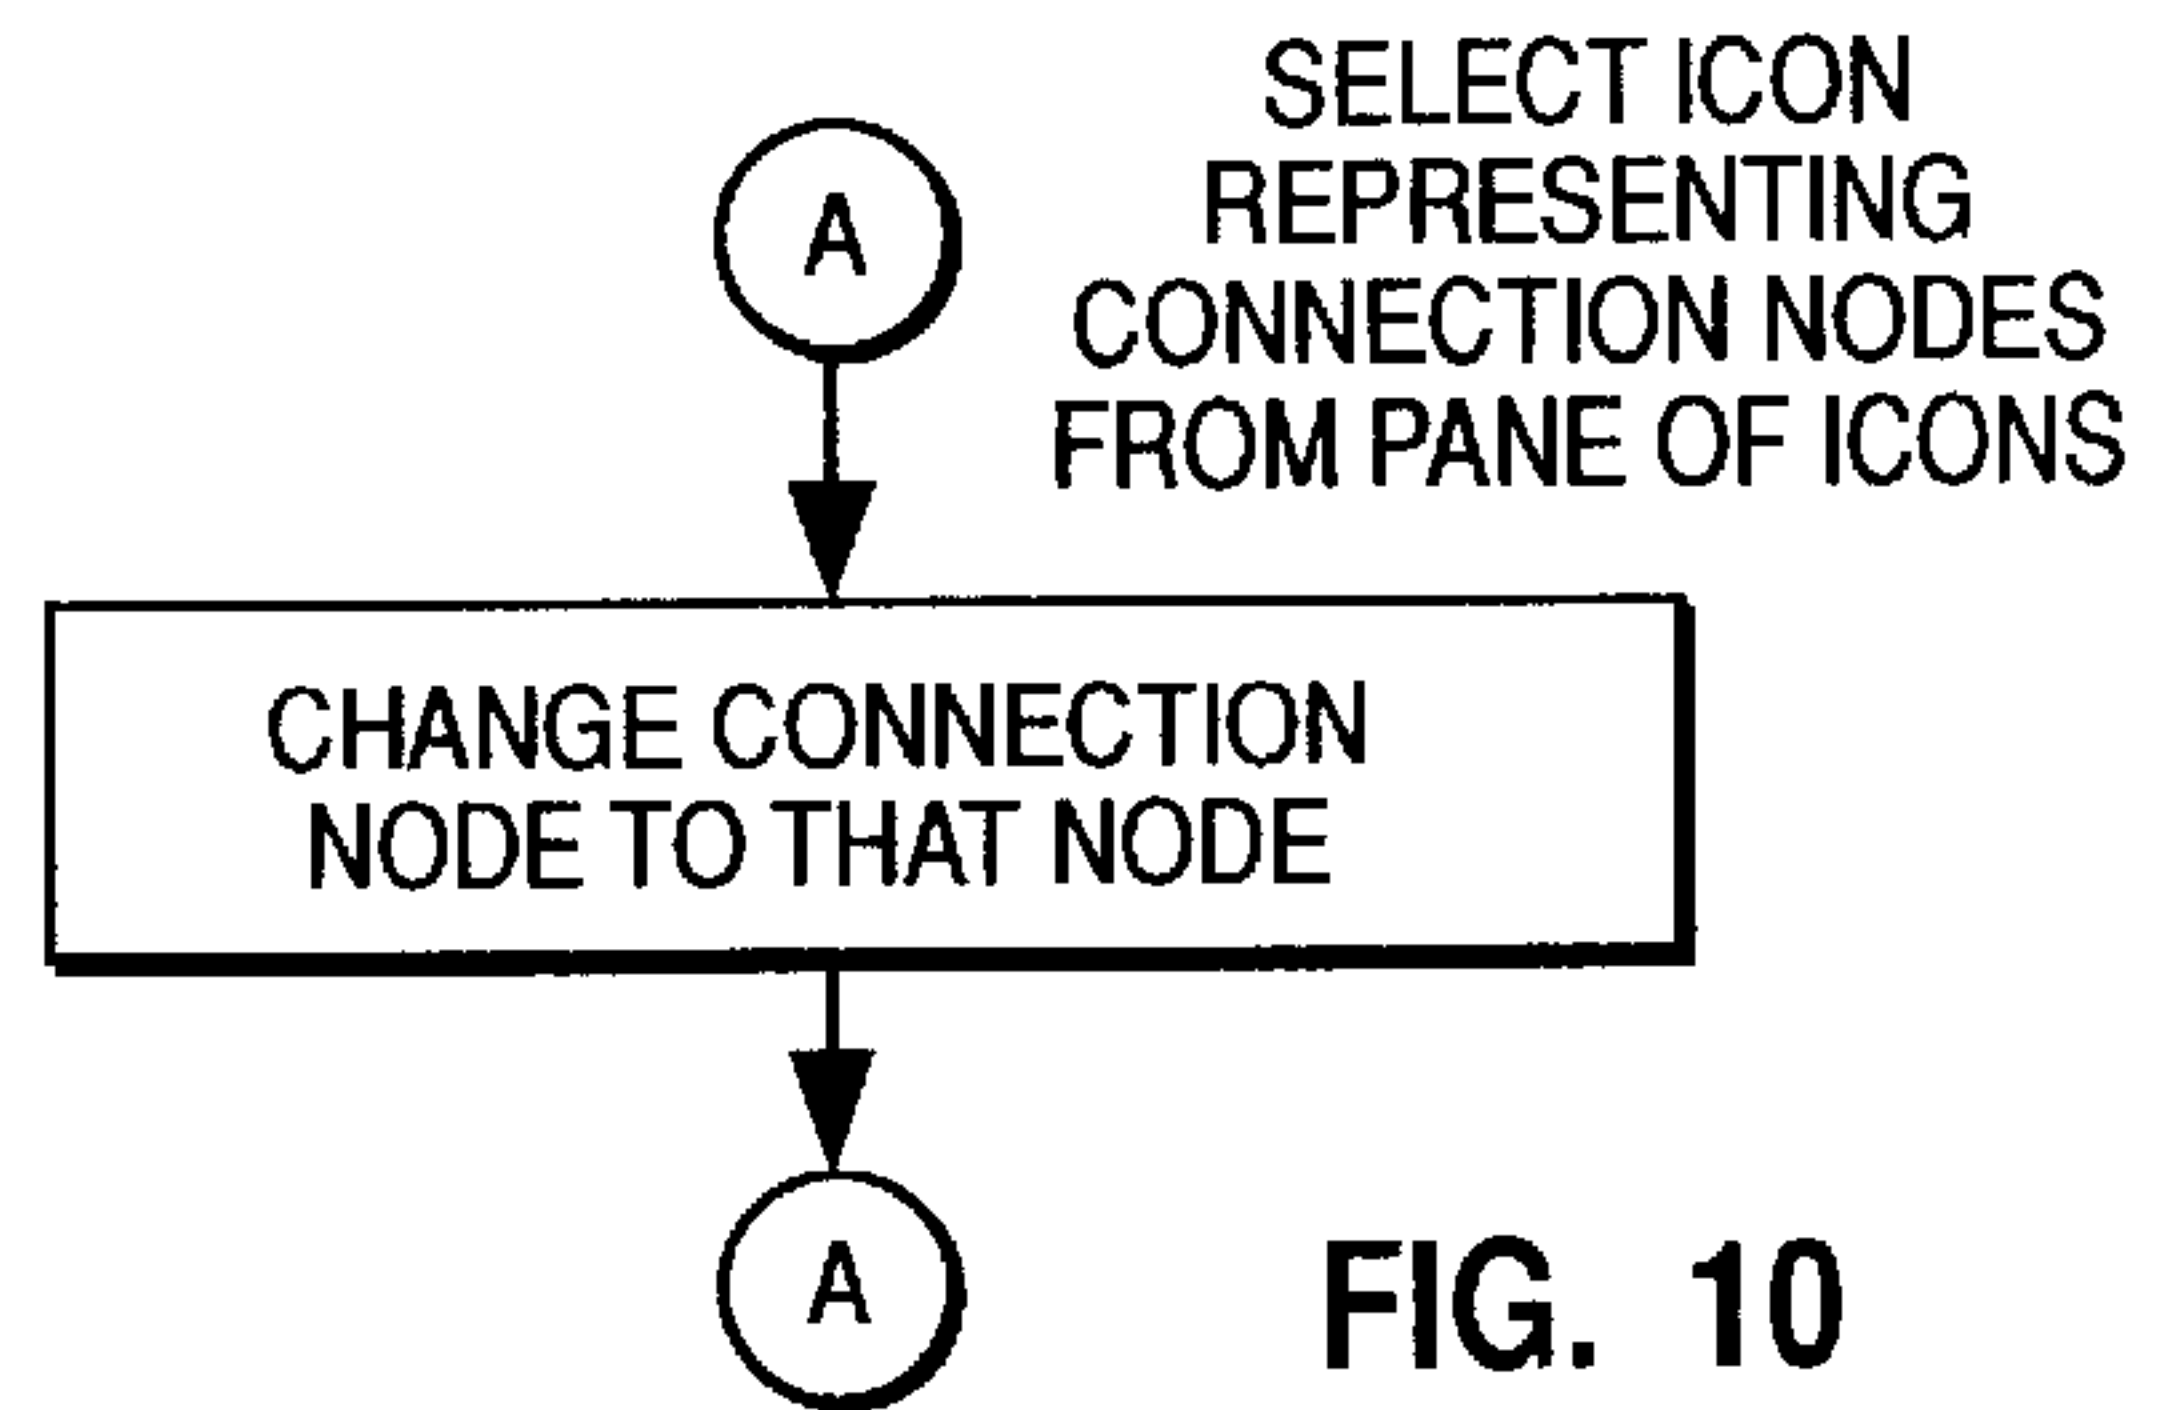 A
SELECT ICON
REPRESENTING
CONNECTION NODES
FROM PANE OF ICONS
CHANGE CONNECTION
NODE TO THAT NODE
A
FIG. 10